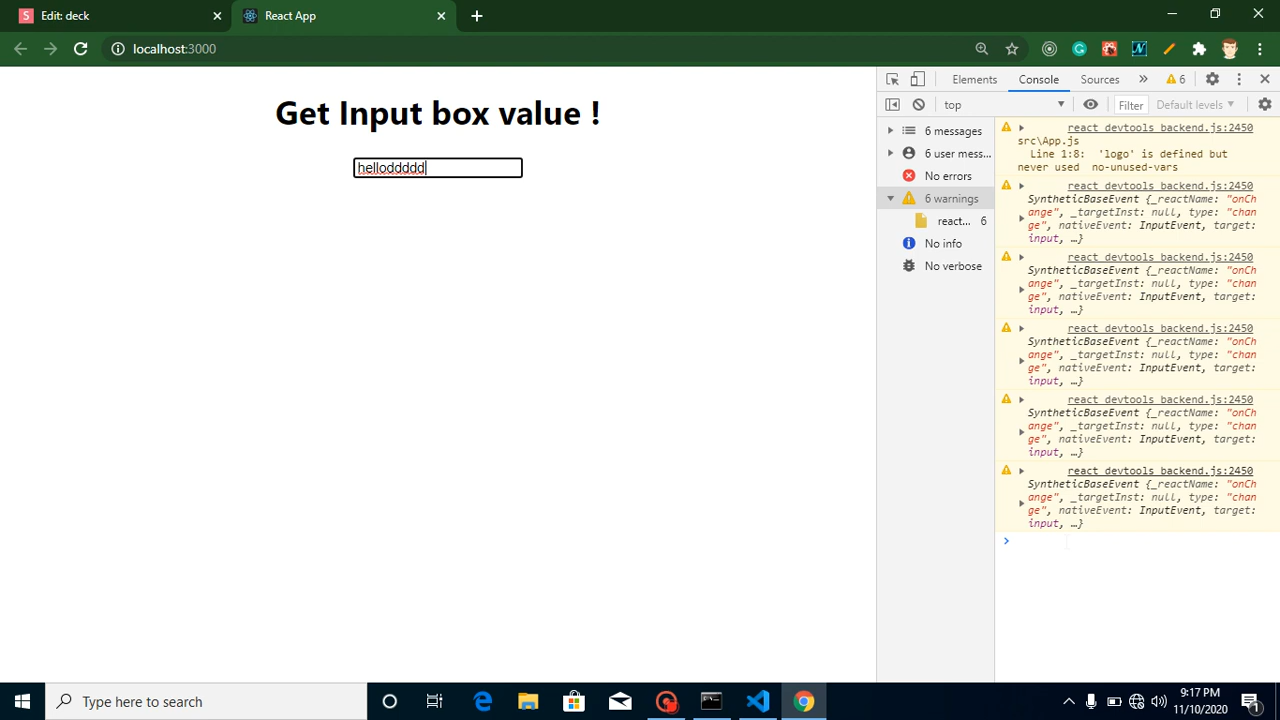 Edit: deck
React App
localhost:3000
Get Input box value !
helloddddd
Elements Console Sources 6
top Filter Default levels
6 messages
6 user mess...
No errors
6 warnings
react... 6
No info
No verbose
react devtools backend.js:2450
src\App.js
Line 1:8: 'logo' is defined but
never used no-unused-vars
react devtools backend.js:2450
SyntheticBaseEvent {_reactName: "onCh
ange", _targetInst: null, type: "chan
ge", nativeEvent: InputEvent, target:
input, …}
react devtools backend.js:2450
SyntheticBaseEvent {_reactName: "onCh
ange", _targetInst: null, type: "chan
ge", nativeEvent: InputEvent, target:
input, …}
react devtools backend.js:2450
SyntheticBaseEvent {_reactName: "onCh
ange", _targetInst: null, type: "chan
ge", nativeEvent: InputEvent, target:
input, …}
react devtools backend.js:2450
SyntheticBaseEvent {_reactName: "onCh
ange", _targetInst: null, type: "chan
ge", nativeEvent: InputEvent, target:
input, …}
react devtools backend.js:2450
SyntheticBaseEvent {_reactName: "onCh
ange", _targetInst: null, type: "chan
ge", nativeEvent: InputEvent, target:
input, …}
Type here to search
9:17 PM
11/10/2020
1